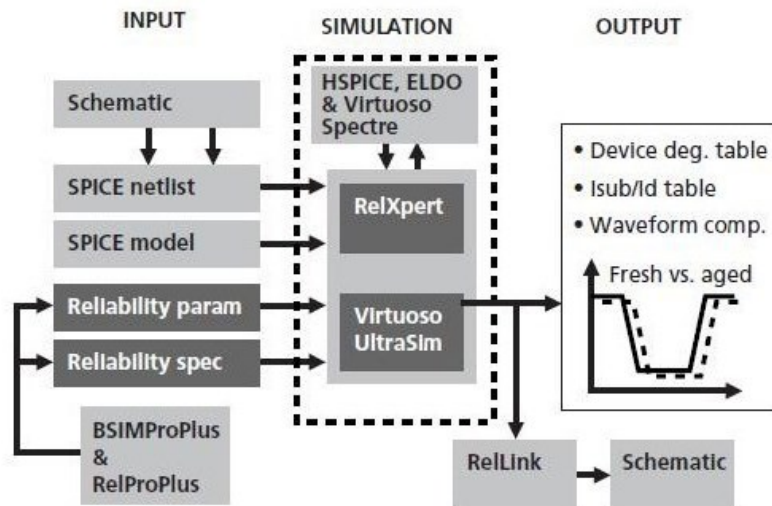 INPUT
SIMULATION
OUTPUT
Schematic
SPICE netlist
SPICE model
Reliability param
Reliability spec
BSIMProPlus
&
RelProPlus
HSPICE, ELDO
& Virtuoso
Spectre
RelXpert
Virtuoso
UltraSim
• Device deg. table
• Isub/Id table
• Waveform comp.
Fresh vs. aged
RelLink
Schematic